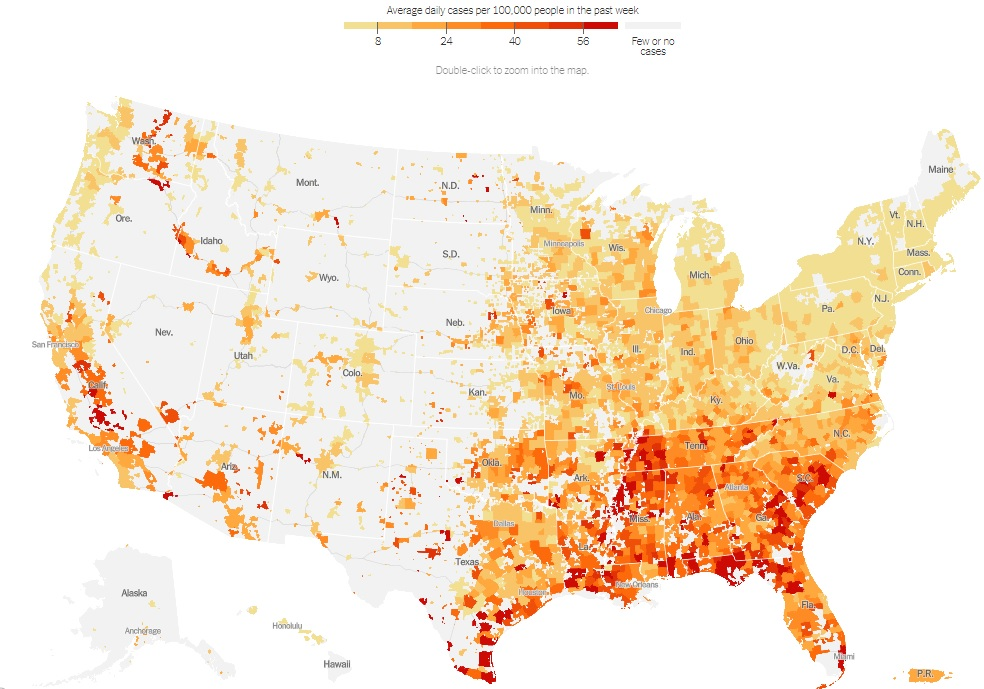 Average daily cases per 100,000 people in the past week
8 24 40 56 Few or no
cases
Double-click to zoom into the map.
Wash.
Mont.
N.D.
Minn.
Maine
Ore.
Idaho
Vt.
N.H.
N.Y.
Minneapolis
Wis.
S.D.
Mich.
Mass.
Conn.
Wyo.
Iowa
Chicago
Pa.
N.J.
Nev.
Neb.
San Francisco
Utah
Colo.
Ill.
Ind.
Ohio
D.C.
Del.
W.Va.
Va.
Calif.
Kan.
Mo.
St. Louis
Ky.
Los Angeles
Ariz.
N.M.
Okla.
Ark.
Tenn.
N.C.
S.C.
Atlanta
Dallas
Miss.
Ala.
Ga.
Texas
La.
New Orleans
Houston
Alaska
Anchorage
Honolulu
Hawaii
Fla.
Miami
P.R.